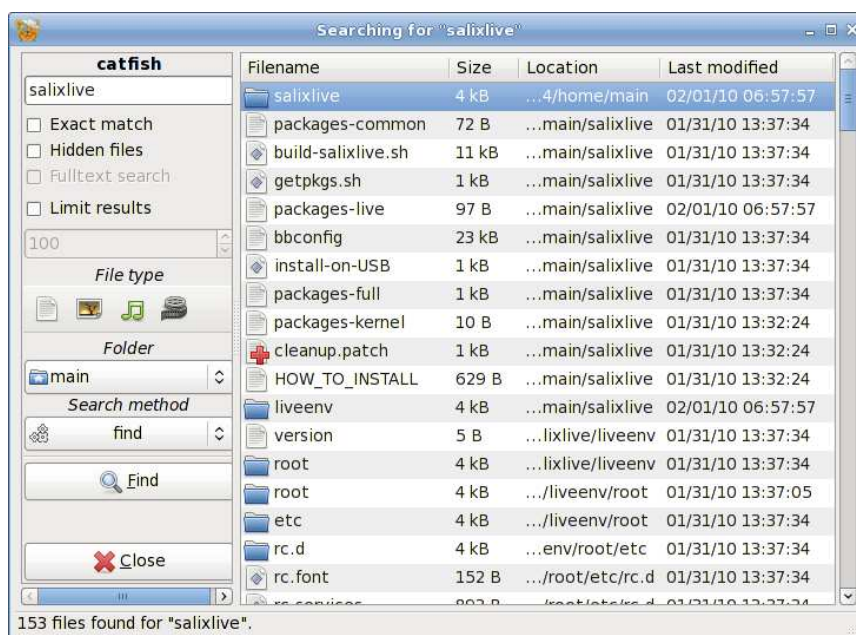 Searching for "salixlive"
catfish
salixlive
Exact match
Hidden files
Fulltext search
Limit results
100
File type
Folder
main
Search method
find
Find
Close
Filename Size Location Last modified
salixlive 4 kB ...4/home/main 02/01/10 06:57:57
packages-common 72 B ...main/salixlive 01/31/10 13:37:34
build-salixlive.sh 11 kB ...main/salixlive 01/31/10 13:37:34
getpkgs.sh 1 kB ...main/salixlive 01/31/10 13:37:34
packages-live 97 B ...main/salixlive 02/01/10 06:57:57
bbconfig 23 kB ...main/salixlive 01/31/10 13:37:34
install-on-USB 1 kB ...main/salixlive 01/31/10 13:37:34
packages-full 1 kB ...main/salixlive 01/31/10 13:37:34
packages-kernel 10 B ...main/salixlive 01/31/10 13:32:24
cleanup.patch 1 kB ...main/salixlive 01/31/10 13:32:24
HOW_TO_INSTALL 629 B ...main/salixlive 01/31/10 13:32:24
liveenv 4 kB ...main/salixlive 02/01/10 06:57:57
version 5 B ...lixlive/liveenv 01/31/10 13:37:34
root 4 kB ...lixlive/liveenv 01/31/10 13:37:34
root 4 kB .../liveenv/root 01/31/10 13:37:05
etc 4 kB .../liveenv/root 01/31/10 13:37:34
rc.d 4 kB ...env/root/etc 01/31/10 13:37:34
rc.font 152 B .../root/etc/rc.d 01/31/10 13:37:34
153 files found for "salixlive".